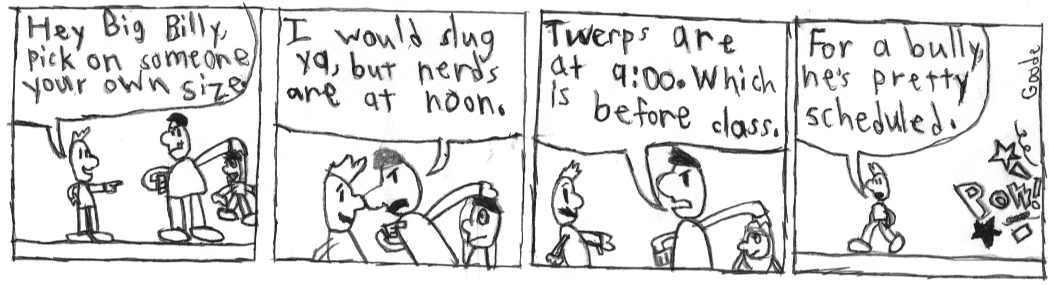 Hey Big Billy,
pick on someone
your own size.
I would slug
ya, but nerds
are at noon.
Twerps are
at 9:00. Which
is before class.
For a bully,
he's pretty
scheduled.
Goode
POW!!